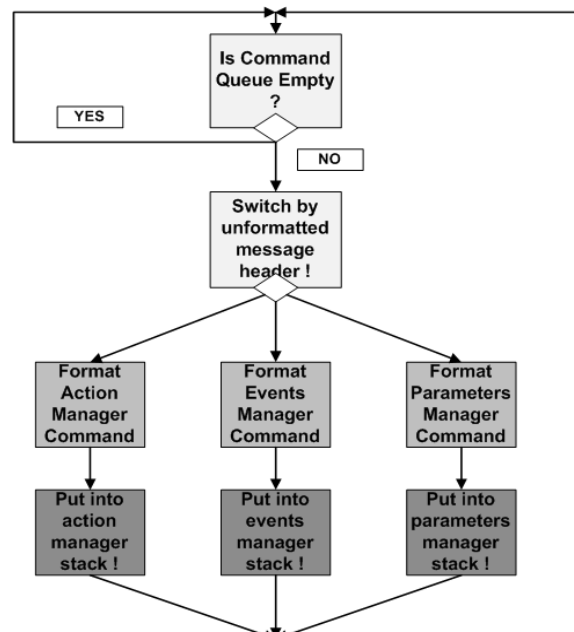 Is Command
Queue Empty
?
YES
NO
Switch by
unformatted
message
header !
Format
Action
Manager
Command
Format
Events
Manager
Command
Format
Parameters
Manager
Command
Put into
action
manager
stack !
Put into
events
manager
stack !
Put into
parameters
manager
stack !